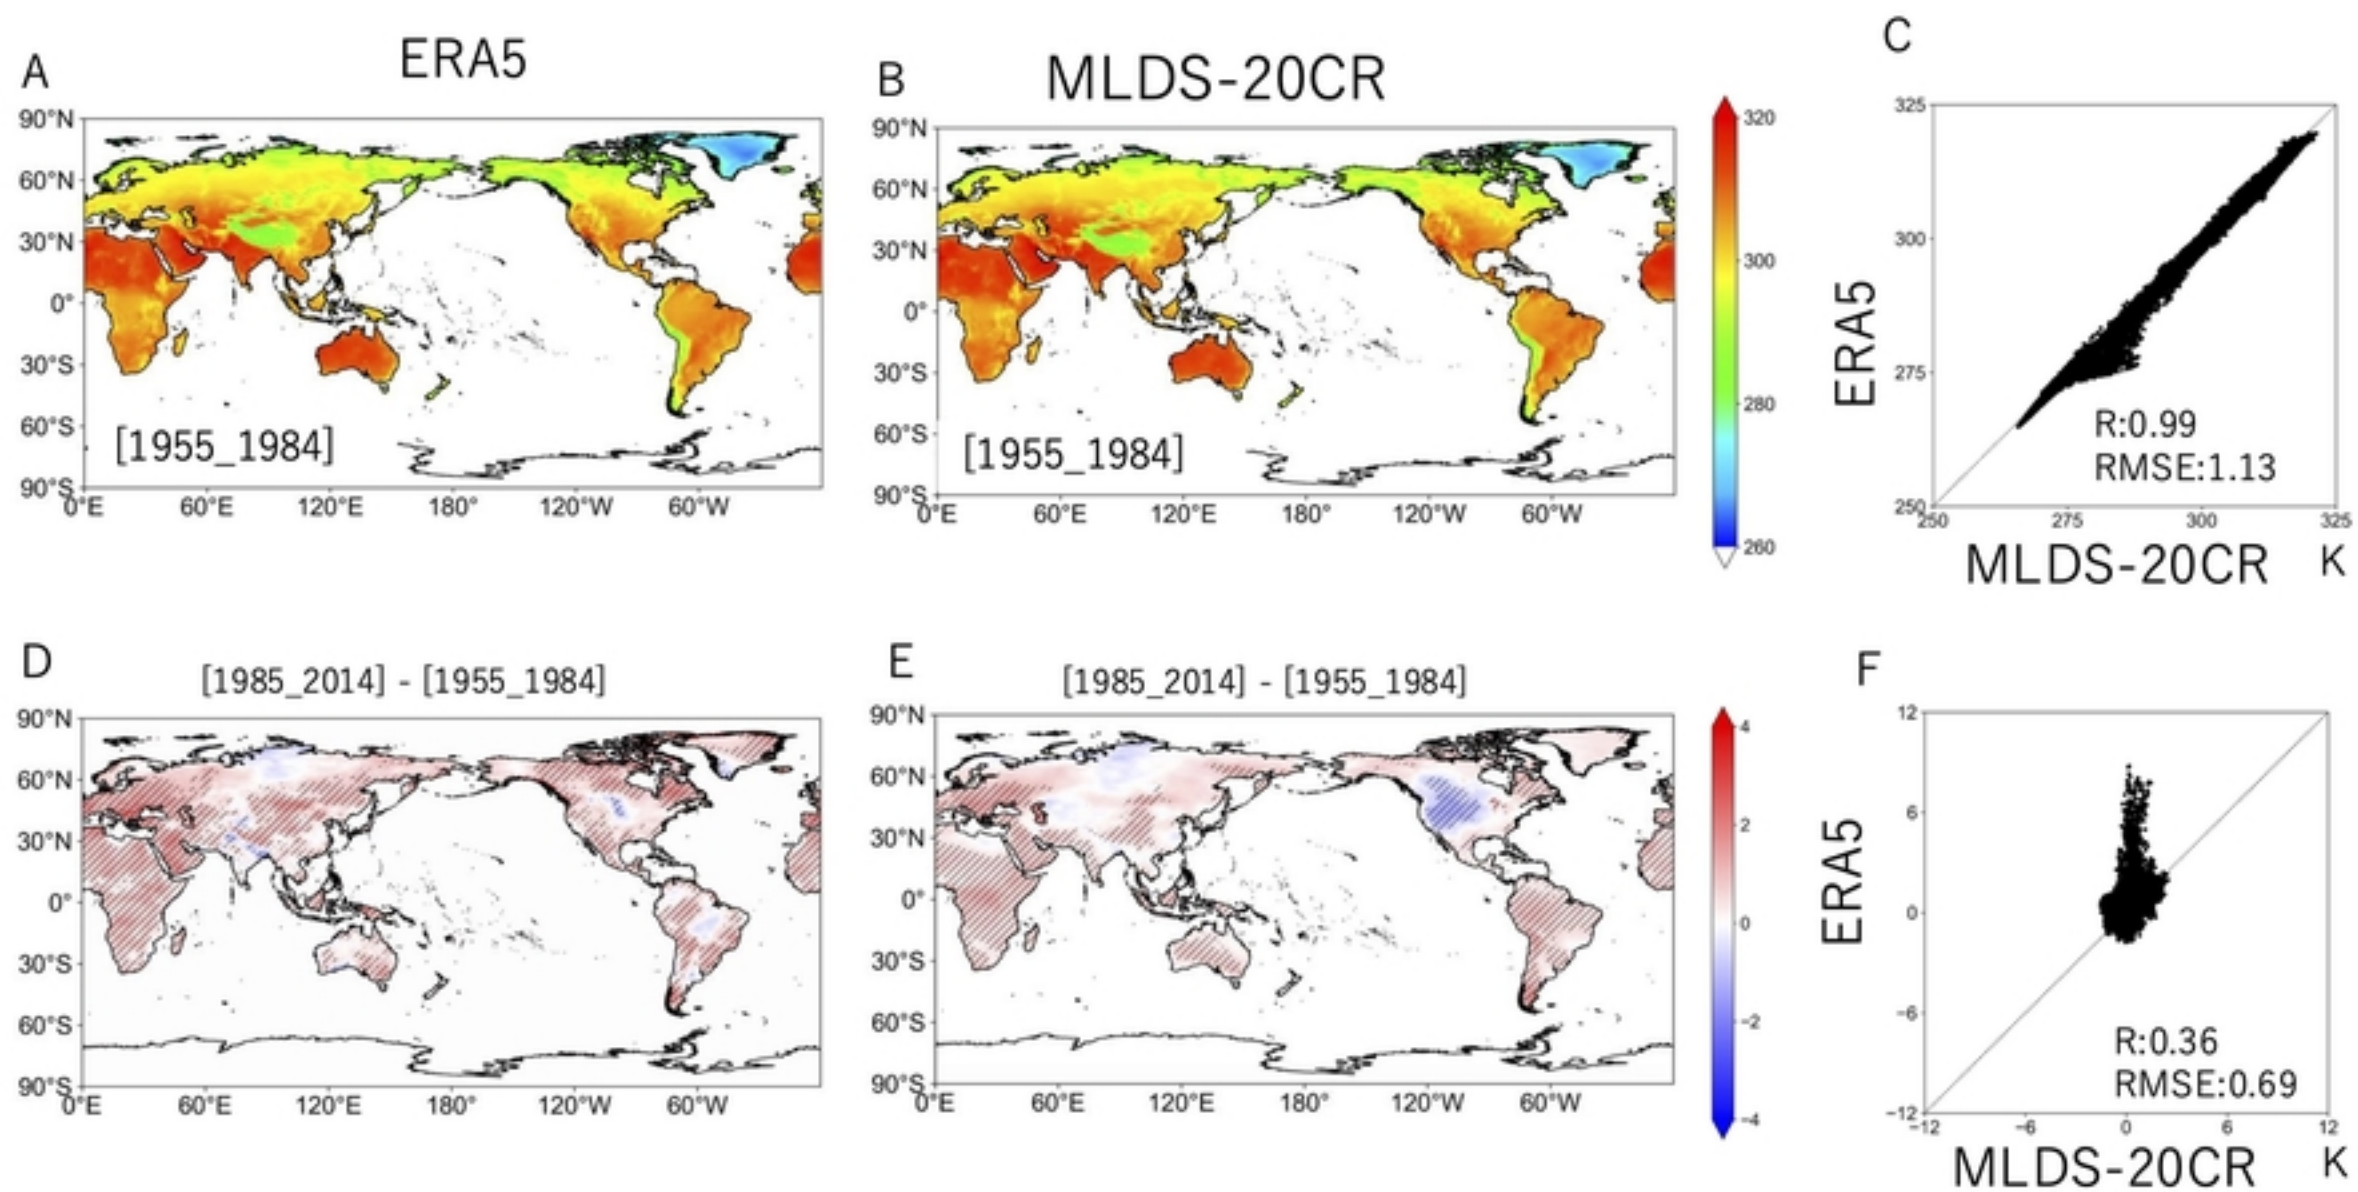 A
ERA5
90°N
60°N
30°N
0°
30°S
60°S
90°S
[1955_1984]
0°E 60°E 120°E 180° 120°W 60°W
B
MLDS-20CR
90°N
60°N
30°N
0°
30°S
60°S
90°S
[1955_1984]
0°E 60°E 120°E 180° 120°W 60°W
320
300
280
260
C
325
300
275
250
ERA5
R:0.99
RMSE:1.13
250 275 300 325
MLDS-20CR K
D
[1985_2014] - [1955_1984]
90°N
60°N
30°N
0°
30°S
60°S
90°S
0°E 60°E 120°E 180° 120°W 60°W
E
[1985_2014] - [1955_1984]
90°N
60°N
30°N
0°
30°S
60°S
90°S
0°E 60°E 120°E 180° 120°W 60°W
4
2
0
−2
−4
F
12
6
0
−6
−12
ERA5
R:0.36
RMSE:0.69
−12 −6 0 6 12
MLDS-20CR K